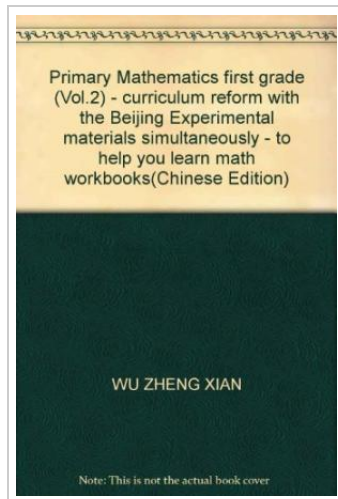 Primary Mathematics first grade
(Vol.2) - curriculum reform with
the Beijing Experimental
materials simultaneously - to
help you learn math
workbooks(Chinese Edition)
WU ZHENG XIAN
Note: This is not the actual book cover